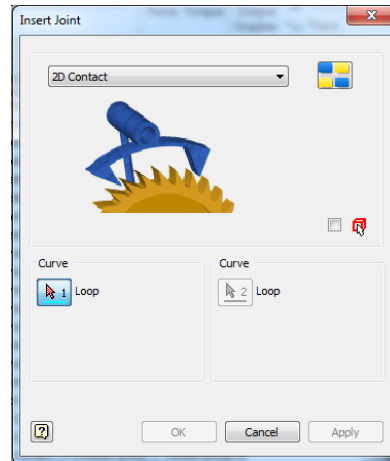 Insert Joint
2D Contact
Curve
1 Loop
Curve
2 Loop
?
OK
Cancel
Apply